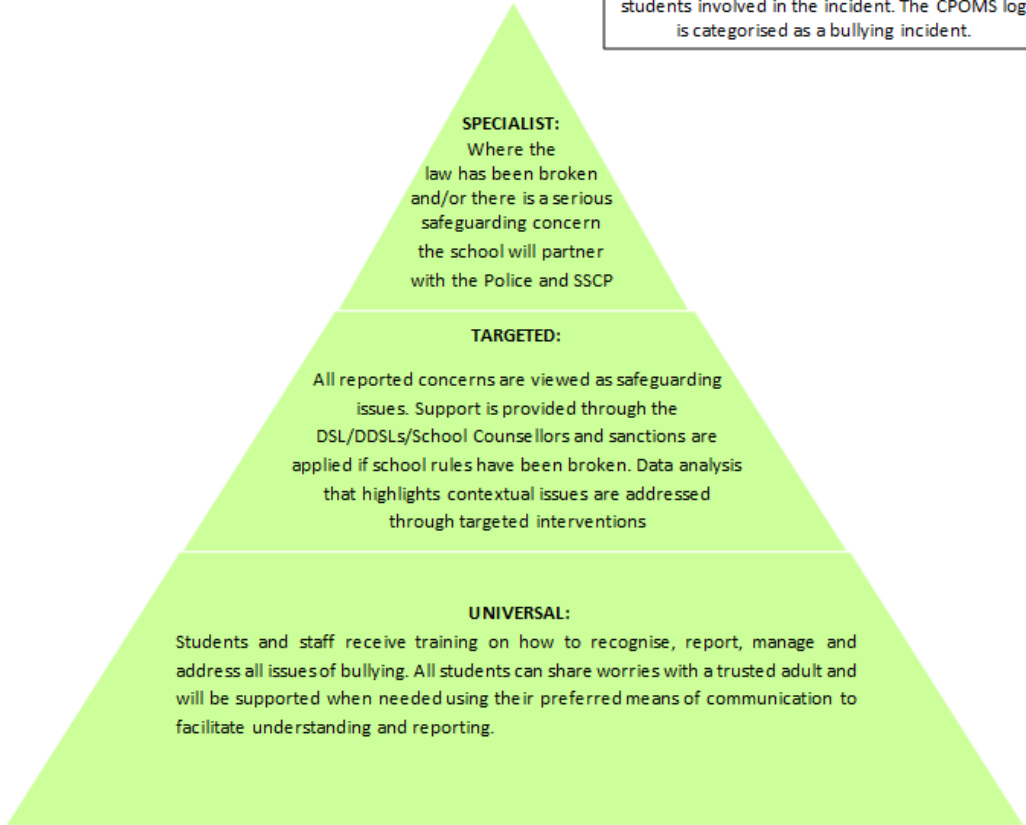 students involved in the incident. The CPOMS log
is categorised as a bullying incident.
SPECIALIST:
Where the
law has been broken
and/or there is a serious
safeguarding concern
the school will partner
with the Police and SSCP
TARGETED:
All reported concerns are viewed as safeguarding
issues. Support is provided through the
DSL/DDSLs/School Counsellors and sanctions are
applied if school rules have been broken. Data analysis
that highlights contextual issues are addressed
through targeted interventions
UNIVERSAL:
Students and staff receive training on how to recognise, report, manage and
address all issues of bullying. All students can share worries with a trusted adult and
will be supported when needed using their preferred means of communication to
facilitate understanding and reporting.